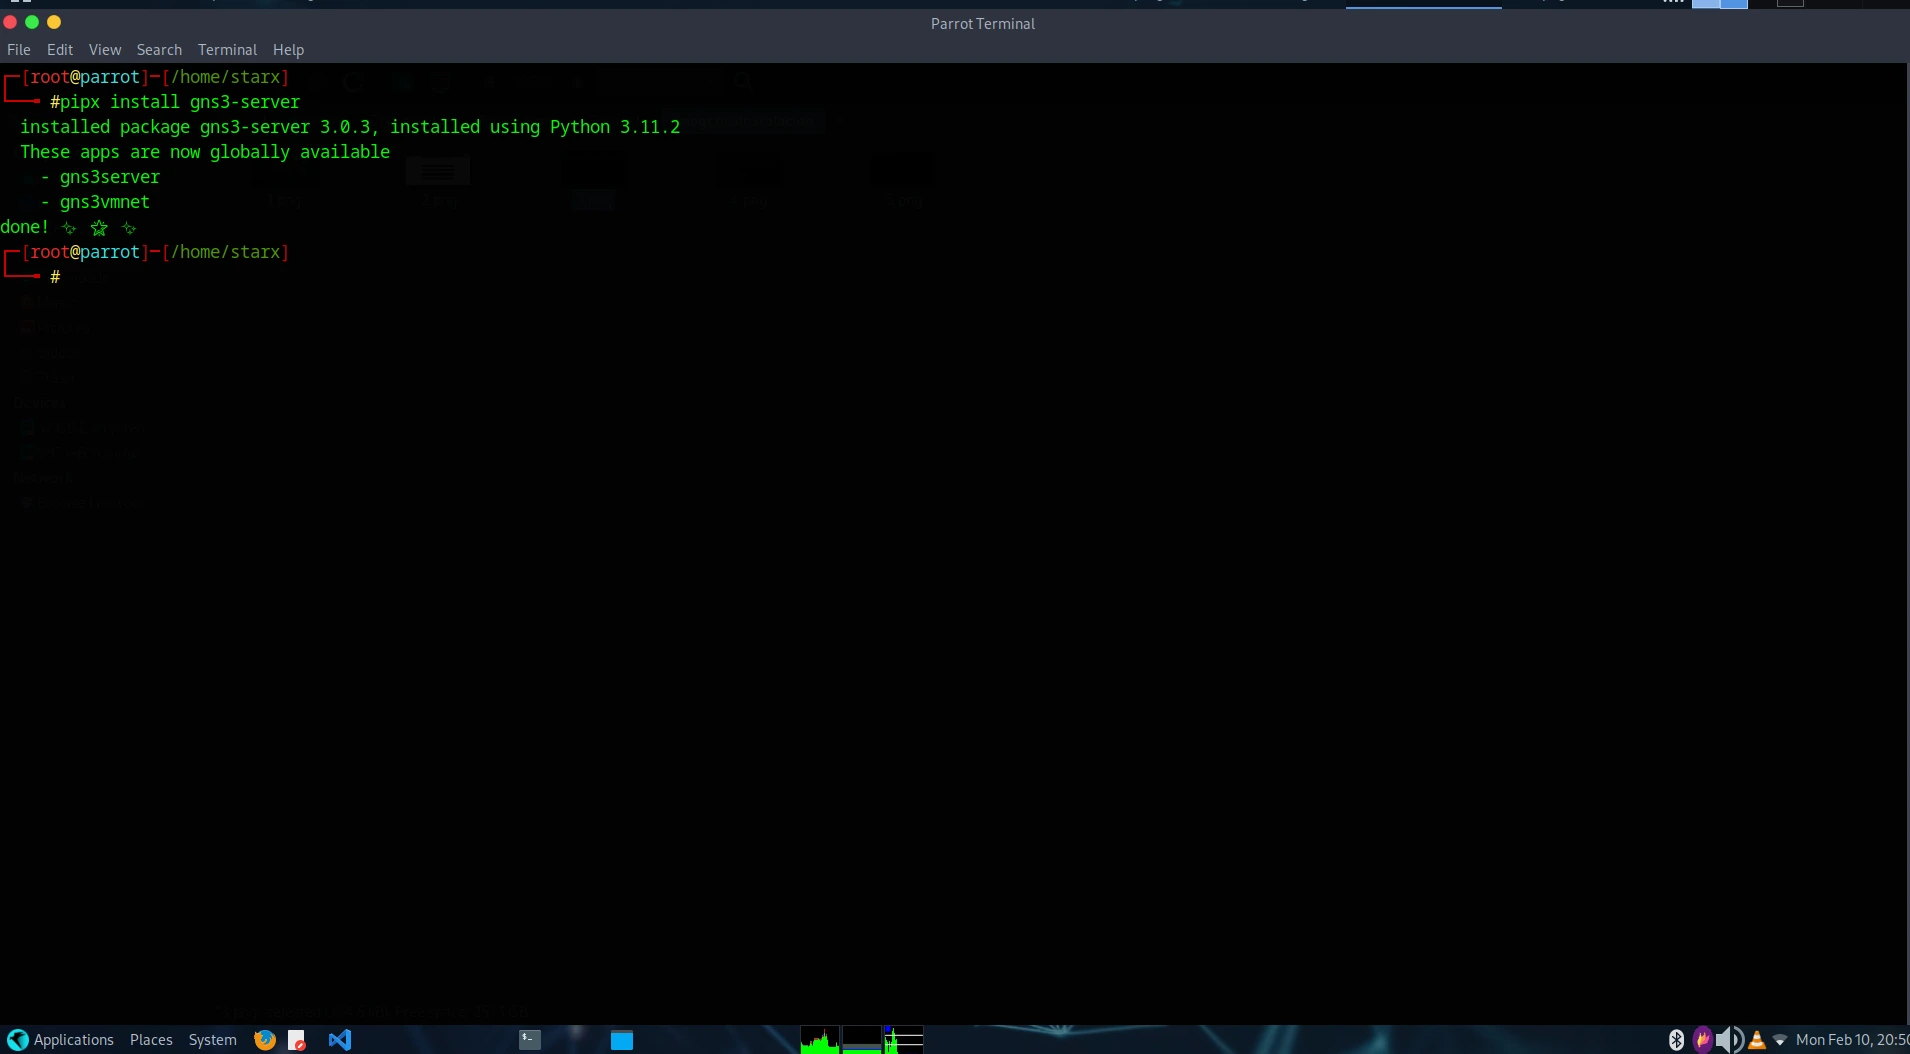 Parrot Terminal
File Edit View Search Terminal Help
┌─[root@parrot]─[/home/starx]
└──╼ #pipx install gns3-server
installed package gns3-server 3.0.3, installed using Python 3.11.2
These apps are now globally available
- gns3server
- gns3vmnet
done! ✨ 🌟 ✨
┌─[root@parrot]─[/home/starx]
└──╼ #
Applications Places System
Mon Feb 10, 20:50